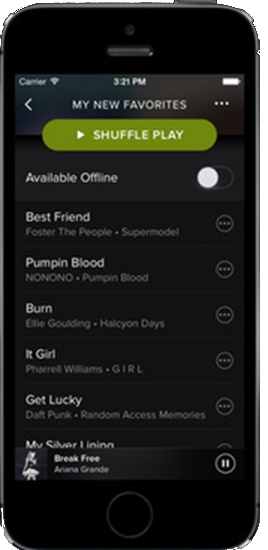 Carrier 3:21 PM
MY NEW FAVORITES
SHUFFLE PLAY
Available Offline
Best Friend
Foster The People • Supermodel
Pumpin Blood
NONONO • Pumpin Blood
Burn
Ellie Goulding • Halcyon Days
It Girl
Pharrell Williams • G I R L
Get Lucky
Daft Punk • Random Access Memories
My Silver Lining
Break Free
Ariana Grande